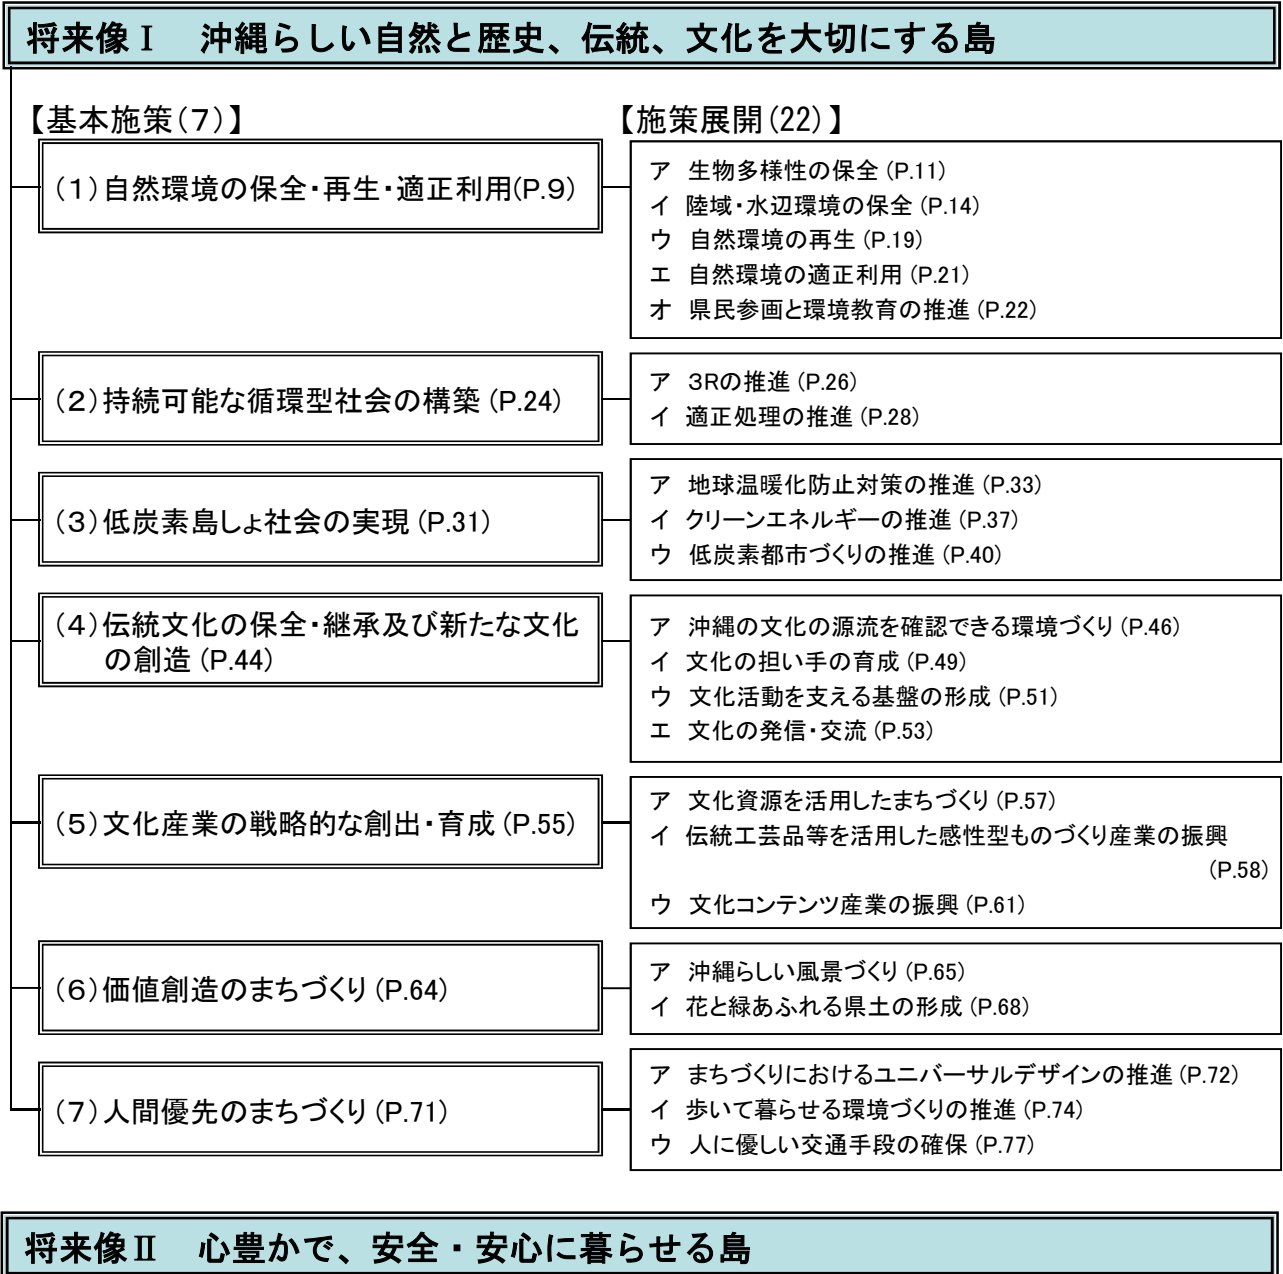 将来像Ⅰ　沖縄らしい自然と歴史、伝統、文化を大切にする島
【基本施策(7)】
【施策展開(22)】
(1)自然環境の保全・再生・適正利用(P.9)
ア 生物多様性の保全(P.11)
イ 陸域・水辺環境の保全(P.14)
ウ 自然環境の再生(P.19)
エ 自然環境の適正利用(P.21)
オ 県民参画と環境教育の推進(P.22)
(2)持続可能な循環型社会の構築(P.24)
ア 3Rの推進(P.26)
イ 適正処理の推進(P.28)
(3)低炭素島しょ社会の実現(P.31)
ア 地球温暖化防止対策の推進(P.33)
イ クリーンエネルギーの推進(P.37)
ウ 低炭素都市づくりの推進(P.40)
(4)伝統文化の保全・継承及び新たな文化
の創造(P.44)
ア 沖縄の文化の源流を確認できる環境づくり(P.46)
イ 文化の担い手の育成(P.49)
ウ 文化活動を支える基盤の形成(P.51)
エ 文化の発信・交流(P.53)
(5)文化産業の戦略的な創出・育成(P.55)
ア 文化資源を活用したまちづくり(P.57)
イ 伝統工芸品等を活用した感性型ものづくり産業の振興
(P.58)
ウ 文化コンテンツ産業の振興(P.61)
(6)価値創造のまちづくり(P.64)
ア 沖縄らしい風景づくり(P.65)
イ 花と緑あふれる県土の形成(P.68)
(7)人間優先のまちづくり(P.71)
ア まちづくりにおけるユニバーサルデザインの推進(P.72)
イ 歩いて暮らせる環境づくりの推進(P.74)
ウ 人に優しい交通手段の確保(P.77)
将来像Ⅱ　心豊かで、安全・安心に暮らせる島